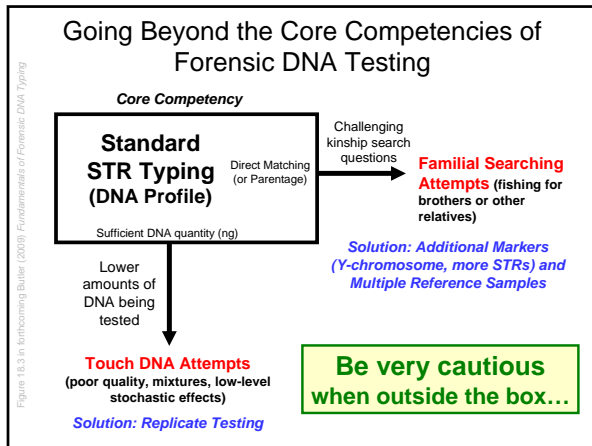 Going Beyond the Core Competencies of
Forensic DNA Testing
Core Competency
Standard
STR Typing
(DNA Profile)
Direct Matching
(or Parentage)
Sufficient DNA quantity (ng)
Challenging
kinship search
questions
Familial Searching
Attempts (fishing for
brothers or other
relatives)
Solution: Additional Markers
(Y-chromosome, more STRs) and
Multiple Reference Samples
Lower
amounts of
DNA being
tested
Touch DNA Attempts
(poor quality, mixtures, low-level
stochastic effects)
Solution: Replicate Testing
Be very cautious
when outside the box…
Figure 18.3 in forthcoming Butler (2009) Fundamentals of Forensic DNA Typing